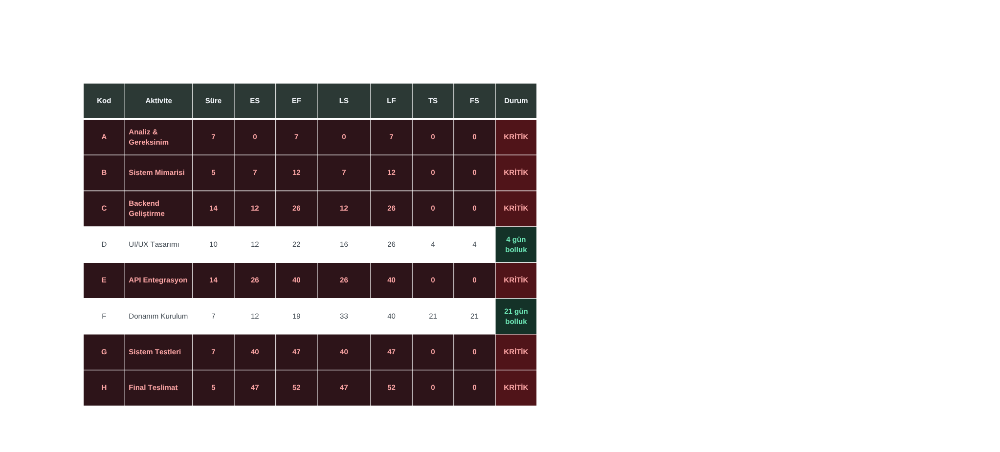 Kod Aktivite Süre ES EF LS LF TS FS Durum
A Analiz & Gereksinim 7 0 7 0 7 0 0 KRİTİK
B Sistem Mimarisi 5 7 12 7 12 0 0 KRİTİK
C Backend Geliştirme 14 12 26 12 26 0 0 KRİTİK
D UI/UX Tasarımı 10 12 22 16 26 4 4 4 gün bolluk
E API Entegrasyon 14 26 40 26 40 0 0 KRİTİK
F Donanım Kurulum 7 12 19 33 40 21 21 21 gün bolluk
G Sistem Testleri 7 40 47 40 47 0 0 KRİTİK
H Final Teslimat 5 47 52 47 52 0 0 KRİTİK